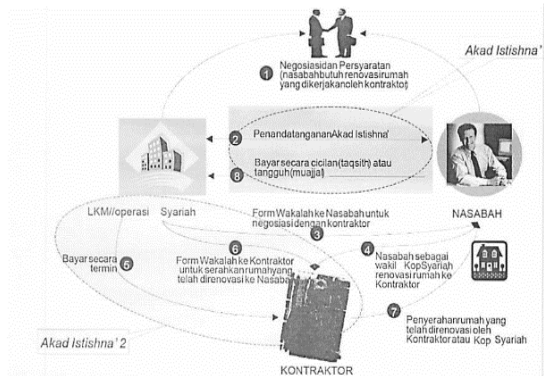 Akad Istishna'
1 Negosiasidan Persyaratan
(nasabahbutuh renovasirumah
yang dikerjakanoleh kontraktor)
2 PenandatangananAkad Istishna'
Bayar secara cicilan(taqsith) atau
8 tangguh(muajjal)
LKM//operasi Syariah
NASABAH
Form Wakalah ke Nasabah untuk
negosiasi dengan kontraktor
3
Bayar secara
termin 5
6 Form Wakalah ke Kontraktor
untuk serahkan rumahyang
telah direnovasi ke Nasabah
4 Nasabah sebagai
wakil KopSyariah
renovasi rumah ke
Kontraktor
7 Penyerahanrumah yang
telah direnovasi oleh
Kontraktoratau Kop Syariah
Akad Istishna' 2
KONTRAKTOR